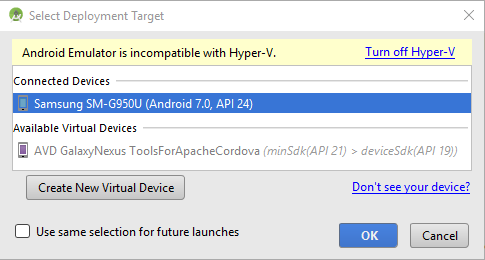 Select Deployment Target
Android Emulator is incompatible with Hyper-V. Turn off Hyper-V
Connected Devices
Samsung SM-G950U (Android 7.0, API 24)
Available Virtual Devices
AVD GalaxyNexus ToolsForApacheCordova (minSdk(API 21) > deviceSdk(API 19))
Create New Virtual Device Don't see your device?
Use same selection for future launches OK Cancel